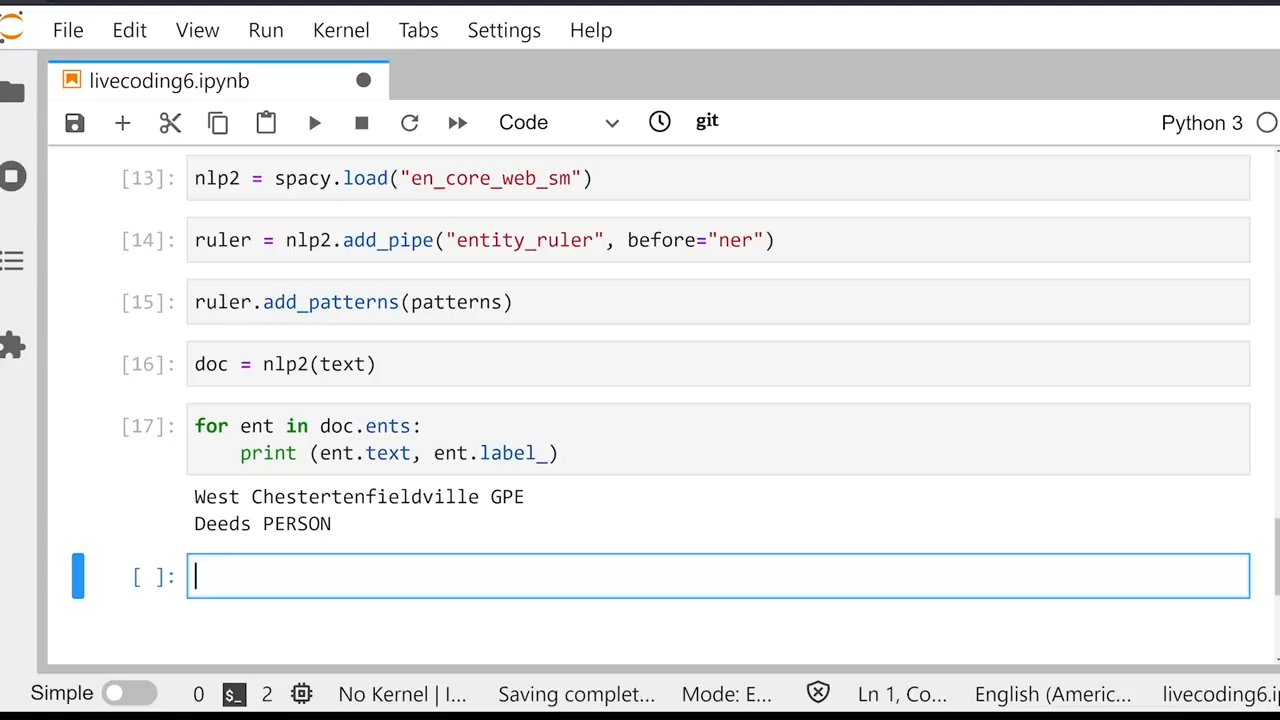 File Edit View Run Kernel Tabs Settings Help
livecoding6.ipynb
Code git Python 3
[13]: nlp2 = spacy.load("en_core_web_sm")
[14]: ruler = nlp2.add_pipe("entity_ruler", before="ner")
[15]: ruler.add_patterns(patterns)
[16]: doc = nlp2(text)
[17]: for ent in doc.ents:
print (ent.text, ent.label_)
West Chestertenfieldville GPE
Deeds PERSON
[ ]:
Simple 0 $_ 2 No Kernel | I... Saving complet... Mode: E... Ln 1, Co... English (Americ... livecoding6.ip